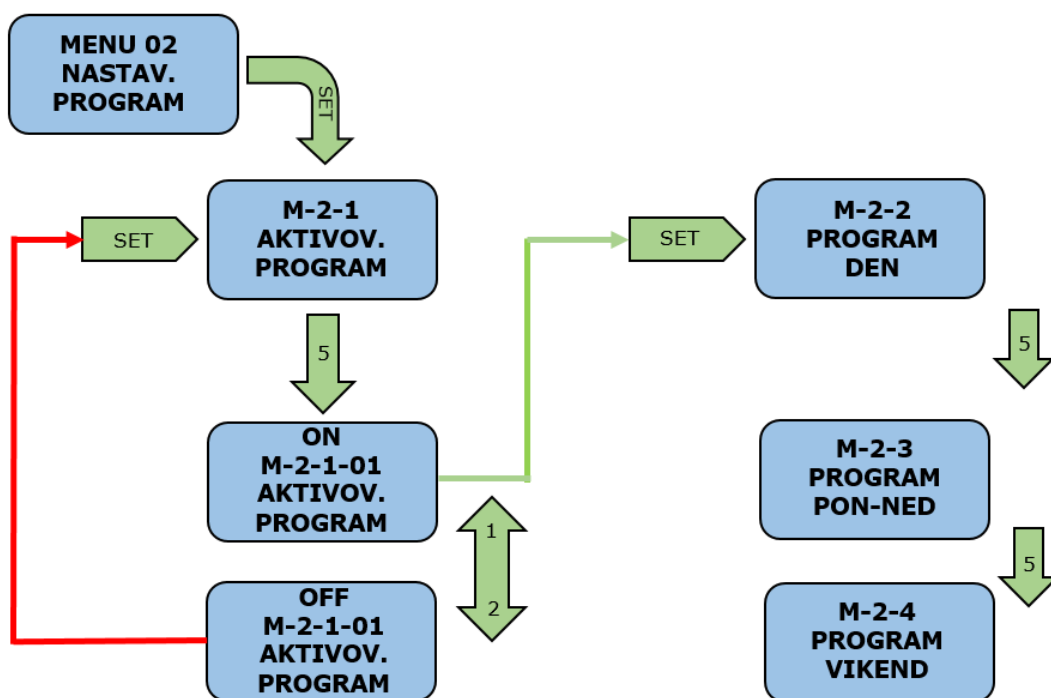 MENU 02
NASTAV.
PROGRAM
SET
M-2-1
AKTIVOV.
PROGRAM
SET
SET
M-2-2
PROGRAM
DEN
5
5
ON
M-2-1-01
AKTIVOV.
PROGRAM
M-2-3
PROGRAM
PON-NED
1
2
5
OFF
M-2-1-01
AKTIVOV.
PROGRAM
M-2-4
PROGRAM
VIKEND